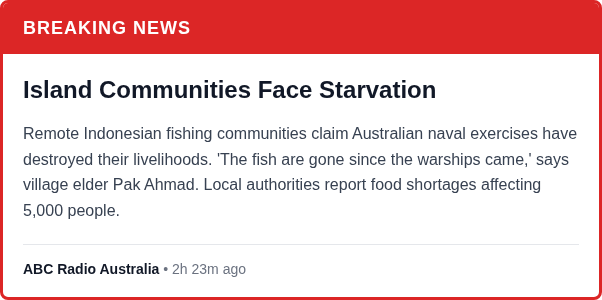 BREAKING NEWS
Island Communities Face Starvation
Remote Indonesian fishing communities claim Australian naval exercises have
destroyed their livelihoods. 'The fish are gone since the warships came,' says
village elder Pak Ahmad. Local authorities report food shortages affecting
5,000 people.
ABC Radio Australia • 2h 23m ago